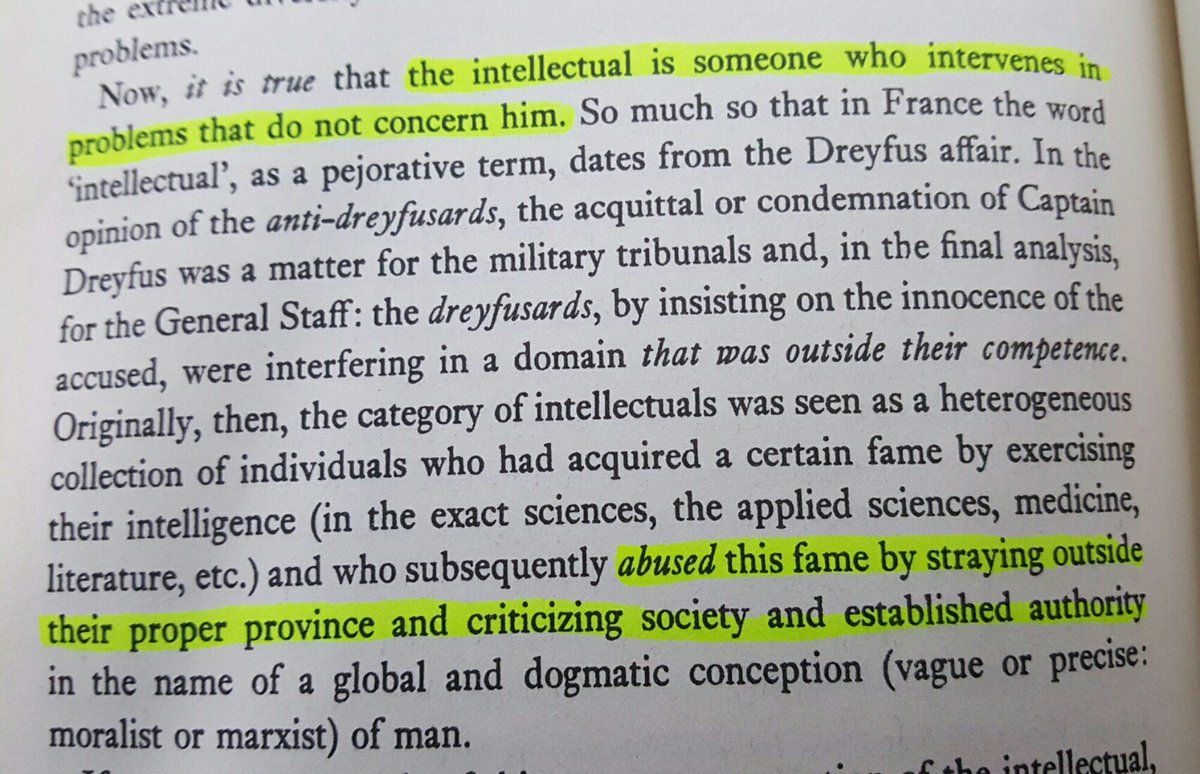 the extreme
problems.
Now, it is true that the intellectual is someone who intervenes in
problems that do not concern him. So much so that in France the word
‘intellectual’, as a pejorative term, dates from the Dreyfus affair. In the
opinion of the anti-dreyfusards, the acquittal or condemnation of Captain
Dreyfus was a matter for the military tribunals and, in the final analysis,
for the General Staff: the dreyfusards, by insisting on the innocence of the
accused, were interfering in a domain that was outside their competence.
Originally, then, the category of intellectuals was seen as a heterogeneous
collection of individuals who had acquired a certain fame by exercising
their intelligence (in the exact sciences, the applied sciences, medicine,
literature, etc.) and who subsequently abused this fame by straying outside
their proper province and criticizing society and established authority
in the name of a global and dogmatic conception (vague or precise:
moralist or marxist) of man.
of the intellectual,